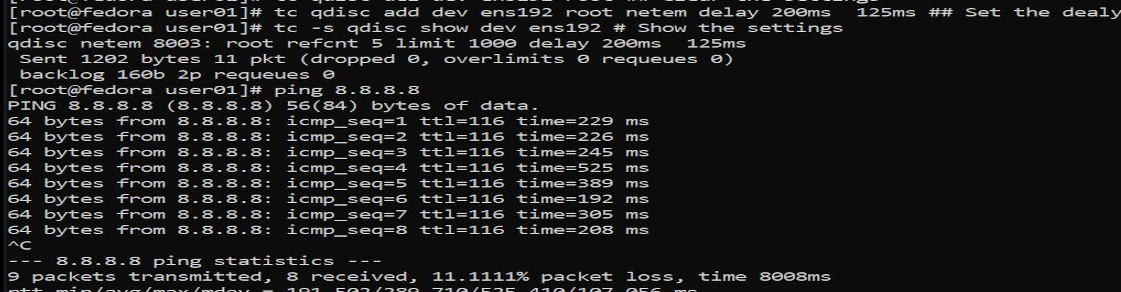 [root@fedora user01]# tc qdisc add dev ens192 root netem delay 200ms  125ms ## Set the dealy
[root@fedora user01]# tc -s qdisc show dev ens192 # Show the settings
qdisc netem 8003: root refcnt 5 limit 1000 delay 200ms  125ms
 Sent 1202 bytes 11 pkt (dropped 0, overlimits 0 requeues 0)
 backlog 160b 2p requeues 0
[root@fedora user01]# ping 8.8.8.8
PING 8.8.8.8 (8.8.8.8) 56(84) bytes of data.
64 bytes from 8.8.8.8: icmp_seq=1 ttl=116 time=229 ms
64 bytes from 8.8.8.8: icmp_seq=2 ttl=116 time=226 ms
64 bytes from 8.8.8.8: icmp_seq=3 ttl=116 time=245 ms
64 bytes from 8.8.8.8: icmp_seq=4 ttl=116 time=525 ms
64 bytes from 8.8.8.8: icmp_seq=5 ttl=116 time=389 ms
64 bytes from 8.8.8.8: icmp_seq=6 ttl=116 time=192 ms
64 bytes from 8.8.8.8: icmp_seq=7 ttl=116 time=305 ms
64 bytes from 8.8.8.8: icmp_seq=8 ttl=116 time=208 ms
^C
--- 8.8.8.8 ping statistics ---
9 packets transmitted, 8 received, 11.1111% packet loss, time 8008ms